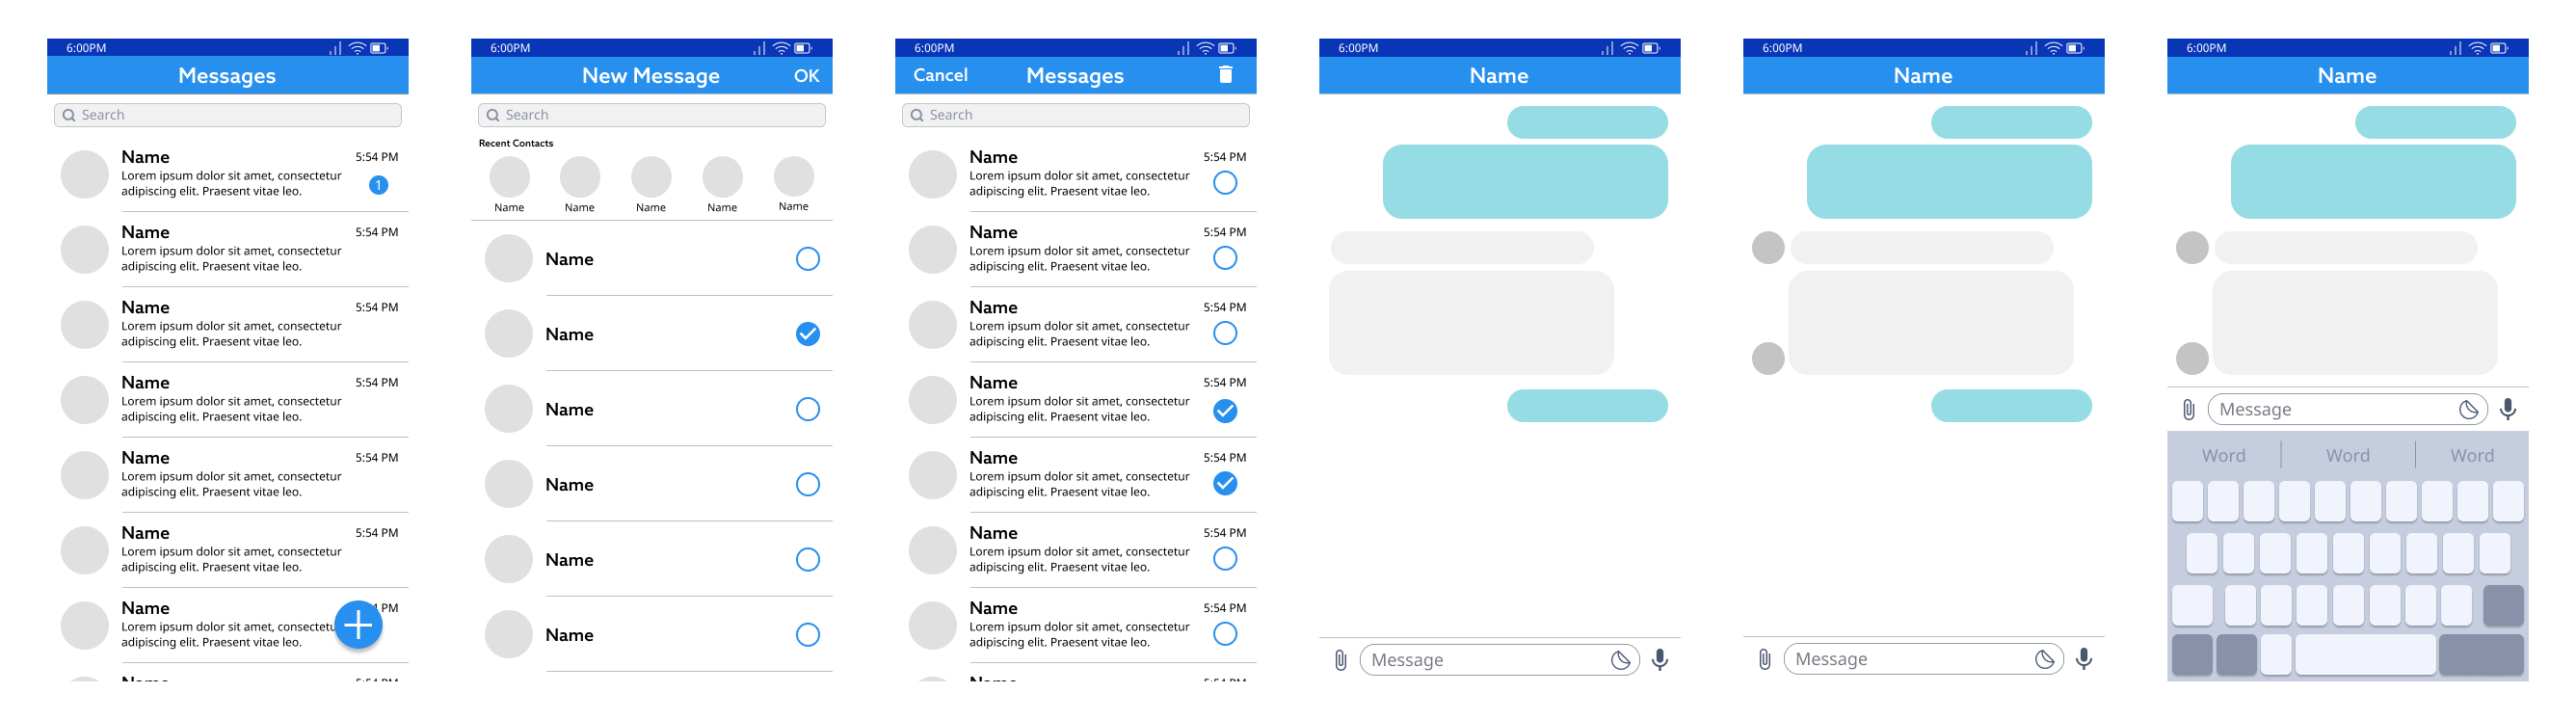 6:00PM
Messages
Search
Name
5:54 PM
Lorem ipsum dolor sit amet, consectetur
adipiscing elit. Praesent vitae leo.
1
Name
5:54 PM
Lorem ipsum dolor sit amet, consectetur
adipiscing elit. Praesent vitae leo.
Name
5:54 PM
Lorem ipsum dolor sit amet, consectetur
adipiscing elit. Praesent vitae leo.
Name
5:54 PM
Lorem ipsum dolor sit amet, consectetur
adipiscing elit. Praesent vitae leo.
Name
5:54 PM
Lorem ipsum dolor sit amet, consectetur
adipiscing elit. Praesent vitae leo.
Name
5:54 PM
Lorem ipsum dolor sit amet, consectetur
adipiscing elit. Praesent vitae leo.
Name
PM
Lorem ipsum dolor sit amet,
adipiscing elit. Praesent vitae leo.
6:00PM
New Message
OK
Search
Recent Contacts
Name
Name
Name
Name
Name
Name
Name
Name
Name
Name
Name
6:00PM
Cancel
Messages
Search
Name
5:54 PM
Lorem ipsum dolor sit amet, consectetur
adipiscing elit. Praesent vitae leo.
Name
5:54 PM
Lorem ipsum dolor sit amet, consectetur
adipiscing elit. Praesent vitae leo.
Name
5:54 PM
Lorem ipsum dolor sit amet, consectetur
adipiscing elit. Praesent vitae leo.
Name
5:54 PM
Lorem ipsum dolor sit amet, consectetur
adipiscing elit. Praesent vitae leo.
Name
5:54 PM
Lorem ipsum dolor sit amet, consectetur
adipiscing elit. Praesent vitae leo.
Name
5:54 PM
Lorem ipsum dolor sit amet, consectetur
adipiscing elit. Praesent vitae leo.
Name
5:54 PM
Lorem ipsum dolor sit amet, consectetur
adipiscing elit. Praesent vitae leo.
6:00PM
Name
Message
6:00PM
Name
Message
6:00PM
Name
Message
Word
Word
Word